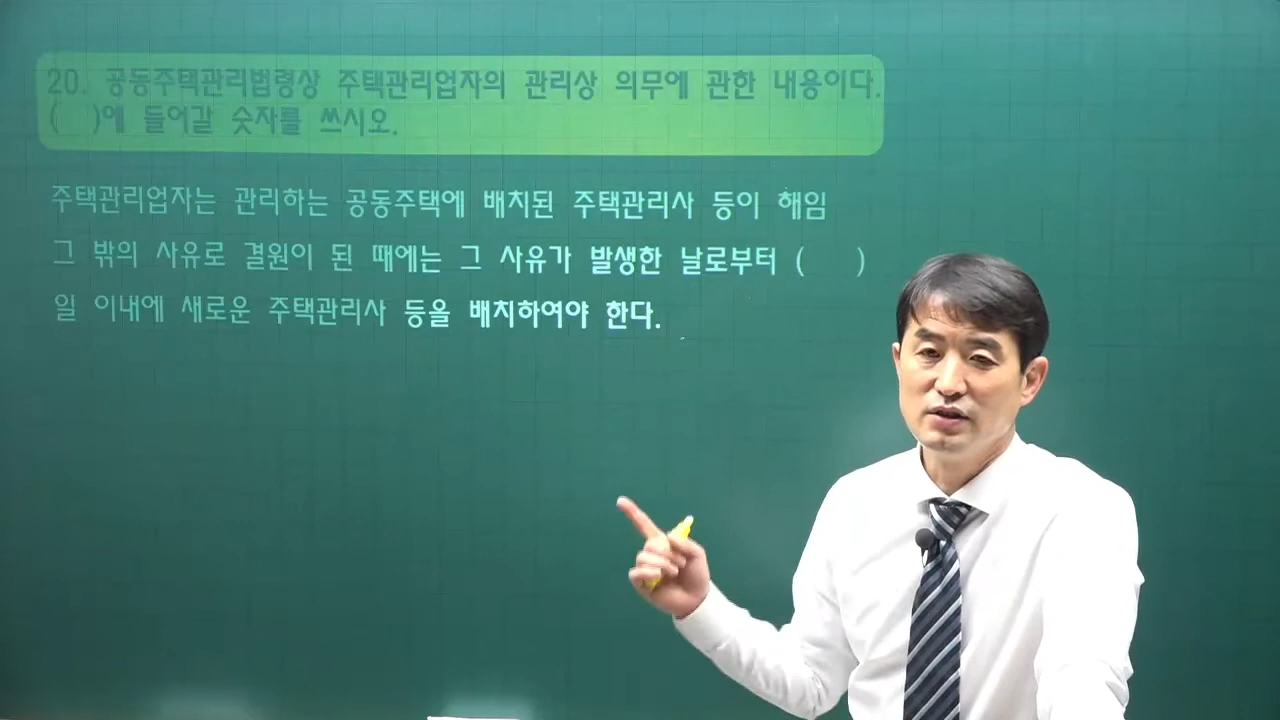 20. 공동주택관리법령상 주택관리업자의 관리상 의무에 관한 내용이다.
(   )에 들어갈 숫자를 쓰시오.
주택관리업자는 관리하는 공동주택에 배치된 주택관리사 등이 해임
그 밖의 사유로 결원이 된 때에는 그 사유가 발생한 날로부터 (   )
일 이내에 새로운 주택관리사 등을 배치하여야 한다.